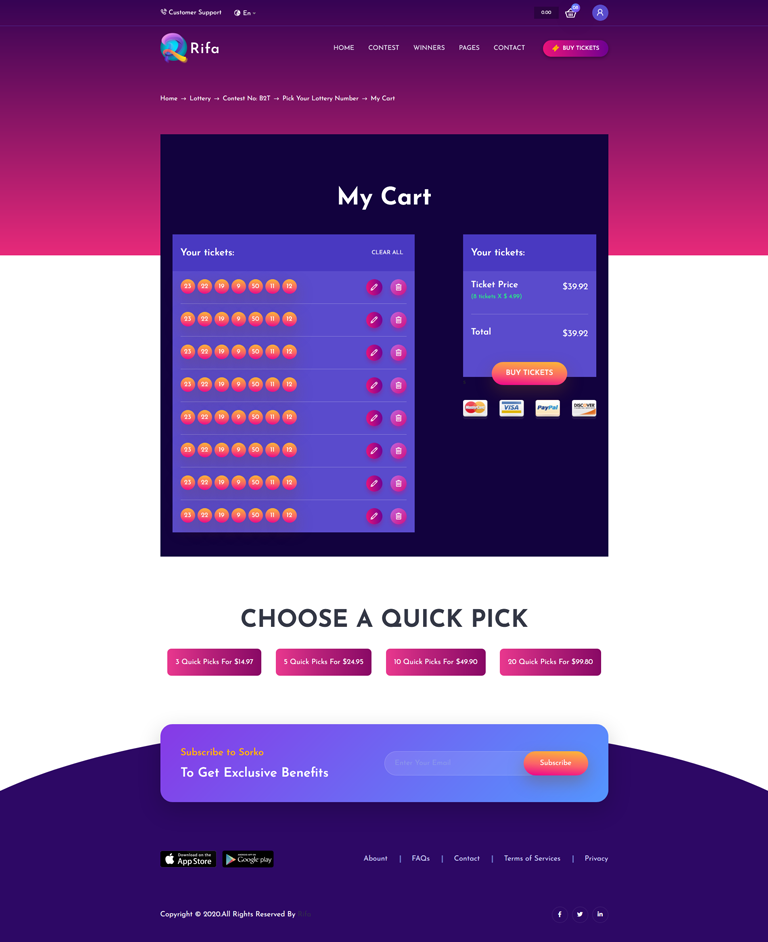 Customer Support
En
0.00
Rifa
HOME
CONTEST
WINNERS
PAGES
CONTACT
BUY TICKETS
Home → Lottery → Contest No: B2T → Pick Your Lottery Number → My Cart
My Cart
Your tickets:
CLEAR ALL
23 22 19 9 50 11 12
23 22 19 9 50 11 12
23 22 19 9 50 11 12
23 22 19 9 50 11 12
23 22 19 9 50 11 12
23 22 19 9 50 11 12
23 22 19 9 50 11 12
23 22 19 9 50 11 12
Your tickets:
Ticket Price
$39.92
(8 tickets X $ 4.99)
Total
$39.92
BUY TICKETS
MasterCard
VISA
PayPal
DISCOVER
CHOOSE A QUICK PICK
3 Quick Picks For $14.97
5 Quick Picks For $24.95
10 Quick Picks For $49.90
20 Quick Picks For $99.80
Subscribe to Sorko
To Get Exclusive Benefits
Enter Your Email
Subscribe
Download on the
App Store
Google play
Abount | FAQs | Contact | Terms of Services | Privacy
Copyright © 2020.All Rights Reserved By Rifa